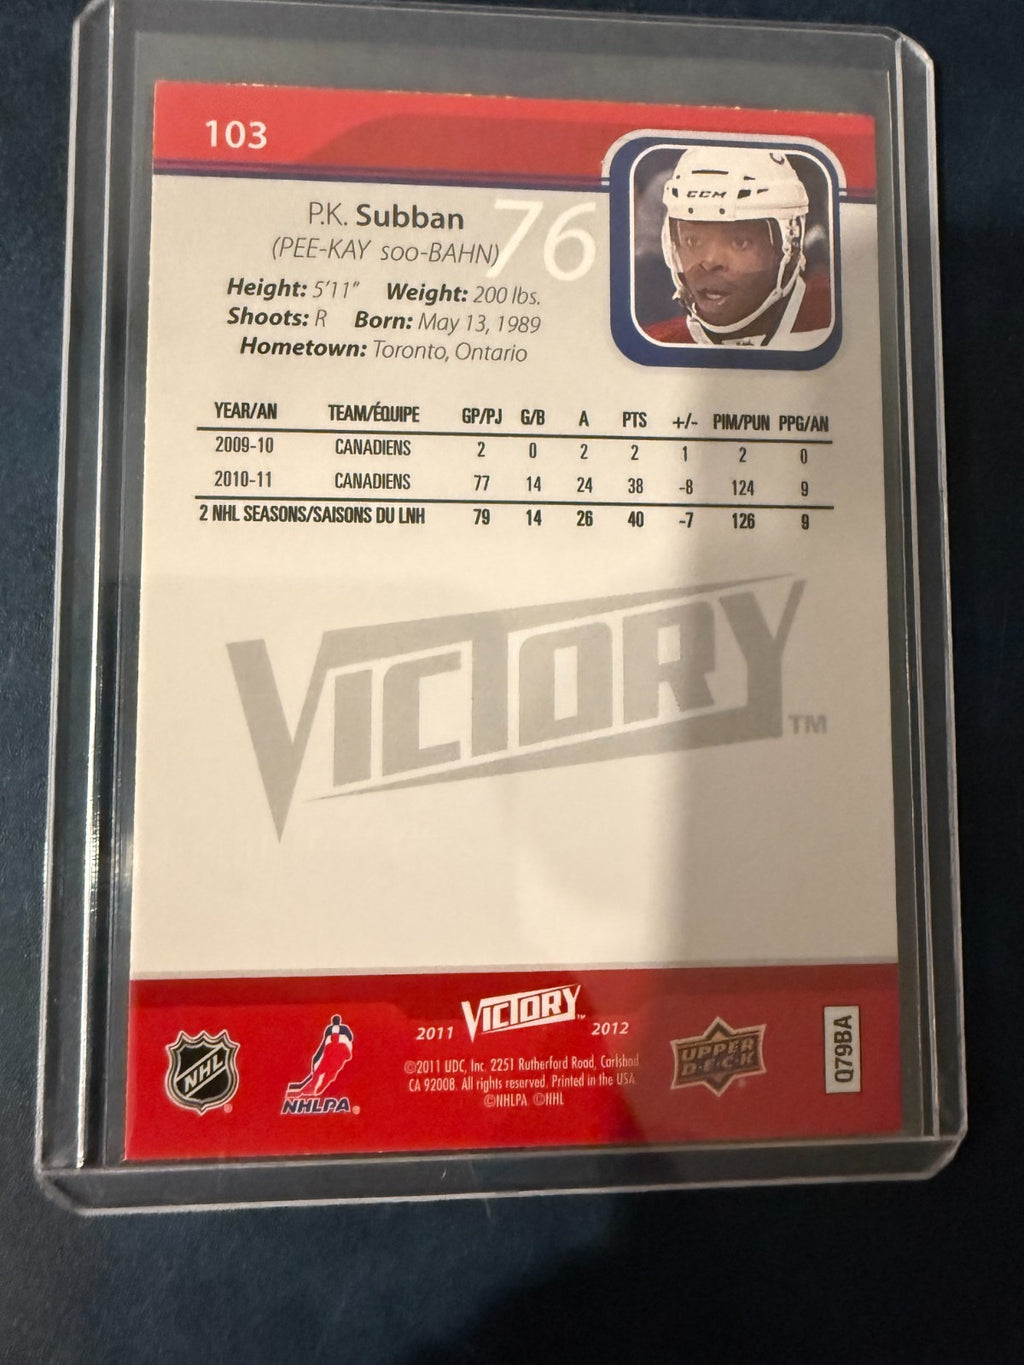 103
CCM
P.K. Subban
76
(PEE-KAY soo-BAHN)
Height: 5'11" Weight: 200 lbs.
Shoots: R Born: May 13, 1989
Hometown: Toronto, Ontario
YEAR/AN TEAM/ÉQUIPE GP/PJ G/B A PTS +/- PIM/PUN PPG/AN
2009-10 CANADIENS 2 0 2 2 1 2 0
2010-11 CANADIENS 77 14 24 38 -8 124 9
2 NHL SEASONS/SAISONS DU LNH 79 14 26 40 -7 126 9
VICTORY TM
2011 VICTORY TM 2012
NHL ®
NHLPA ®
©2011 UDC, Inc. 2251 Rutherford Road, Carlsbad
CA 92008. All rights reserved. Printed in the USA
©NHLPA ©NHL
UPPER DECK
Q79BA